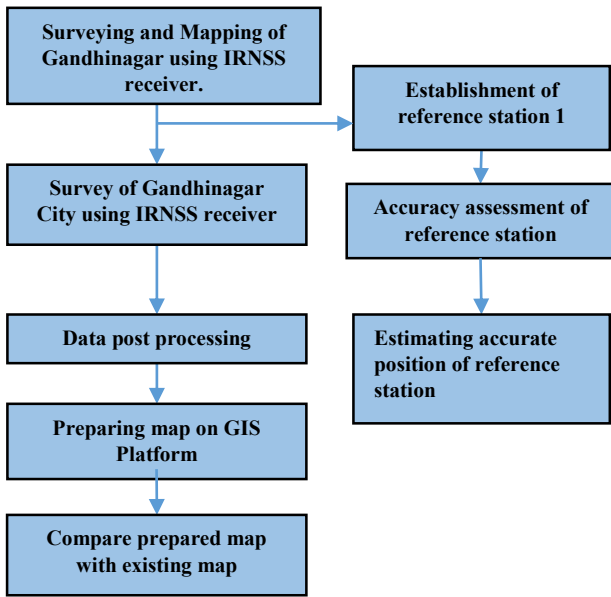 Surveying and Mapping of
Gandhinagar using IRNSS
receiver.
Establishment of
reference station 1
Survey of Gandhinagar
City using IRNSS receiver
Accuracy assessment of
reference station
Data post processing
Estimating accurate
position of reference
station
Preparing map on GIS
Platform
Compare prepared map
with existing map